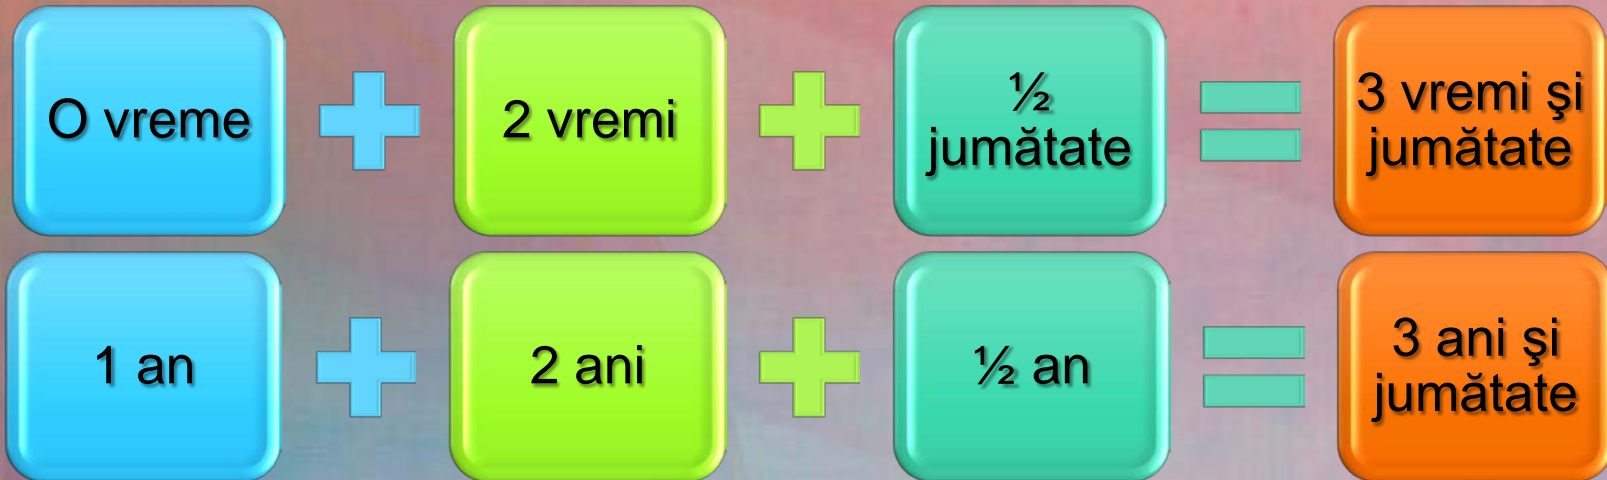 O vreme
2 vremi
½
jumătate
3 vremi şi
jumătate
1 an
2 ani
½ an
3 ani şi
jumătate